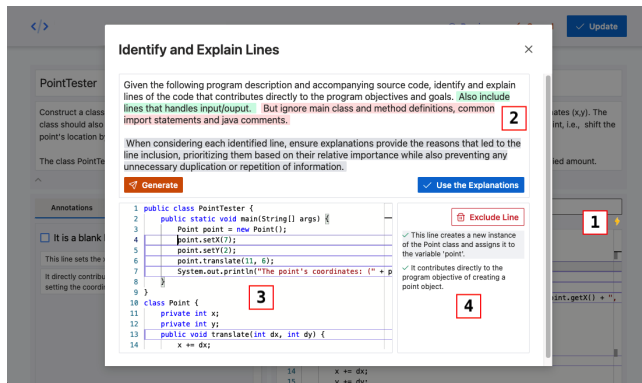 </>
Update
Identify and Explain Lines
PointTester
Given the following program description and accompanying source code, identify and explain
lines of the code that contributes directly to the program objectives and goals. Also include
lines that handles input/ouput. But ignore main class and method definitions, common
import statements and java comments.
2
When considering each identified line, ensure explanations provide the reasons that led to the
line inclusion, prioritizing them based on their relative importance while also preventing any
unnecessary duplication or repetition of information.
Construct a class
class should also
point's location b
The class PointTe
ates (x,y). The
int, i.e., shift the
ied amount.
Generate
Use the Explanations
Annotations
It is a blank
This line sets the x
It directly contribu
setting the coordi
1 public class PointTester {
2 public static void main(String[] args) {
3 Point point = new Point();
4 point.setX(7);
5 point.setY(2);
6 point.translate(11, 6);
7 System.out.println("The point's coordinates: (" + p
8 }
9 }
10 class Point {
11 private int x;
12 private int y;
13 public void translate(int dx, int dy) {
14 x += dx;
3
Exclude Line
This line creates a new instance
of the Point class and assigns it to
the variable 'point'.
It contributes directly to the
program objective of creating a
point object.
4
1
int.getX() + ",
14 x += dx;
15 y += dy;